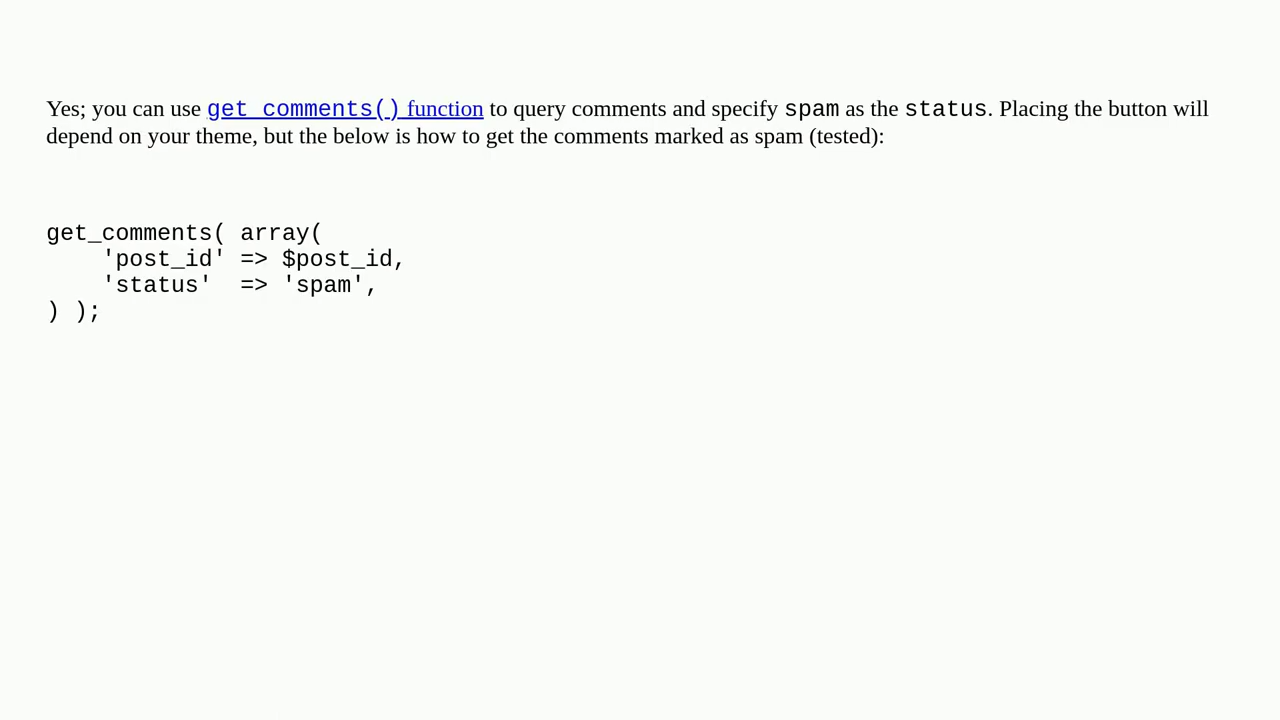 Yes; you can use get_comments() function to query comments and specify spam as the status. Placing the button will
depend on your theme, but the below is how to get the comments marked as spam (tested):
get_comments( array(
    'post_id' => $post_id,
    'status'  => 'spam',
) );